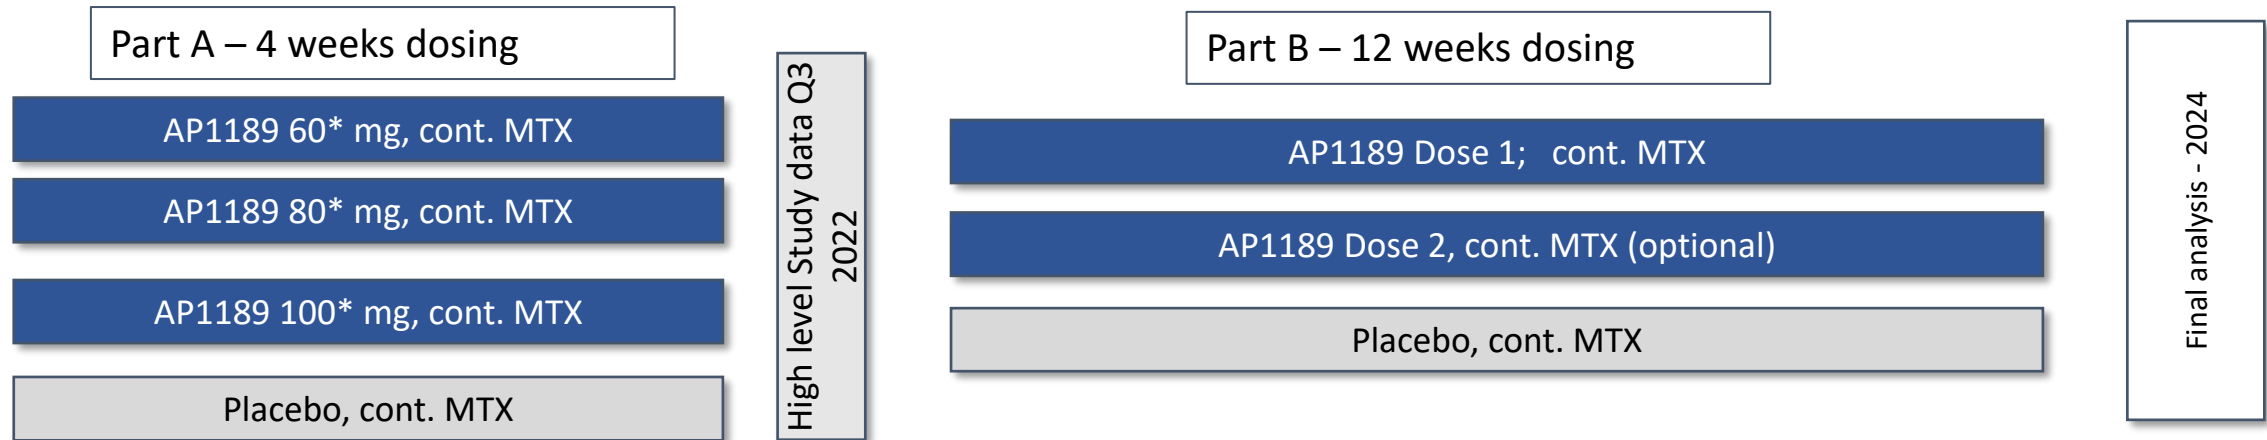 Part A – 4 weeks dosing
AP1189 60* mg, cont. MTX
AP1189 80* mg, cont. MTX
AP1189 100* mg, cont. MTX
Placebo, cont. MTX
High level Study data Q3
2022
Part B – 12 weeks dosing
AP1189 Dose 1;   cont. MTX
AP1189 Dose 2, cont. MTX (optional)
Placebo, cont. MTX
Final analysis - 2024